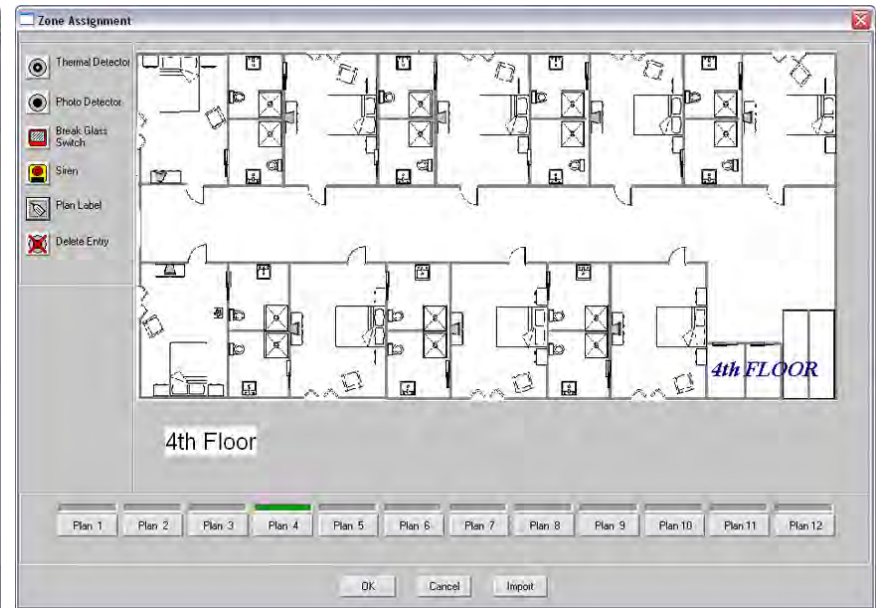 Zone Assignment
Thermal Detector
Photo Detector
Break Glass
Switch
Siren
Plan Label
Delete Entry
4th FLOOR
4th Floor
Plan 1 Plan 2 Plan 3 Plan 4 Plan 5 Plan 6 Plan 7 Plan 8 Plan 9 Plan 10 Plan 11 Plan 12
OK Cancel Import